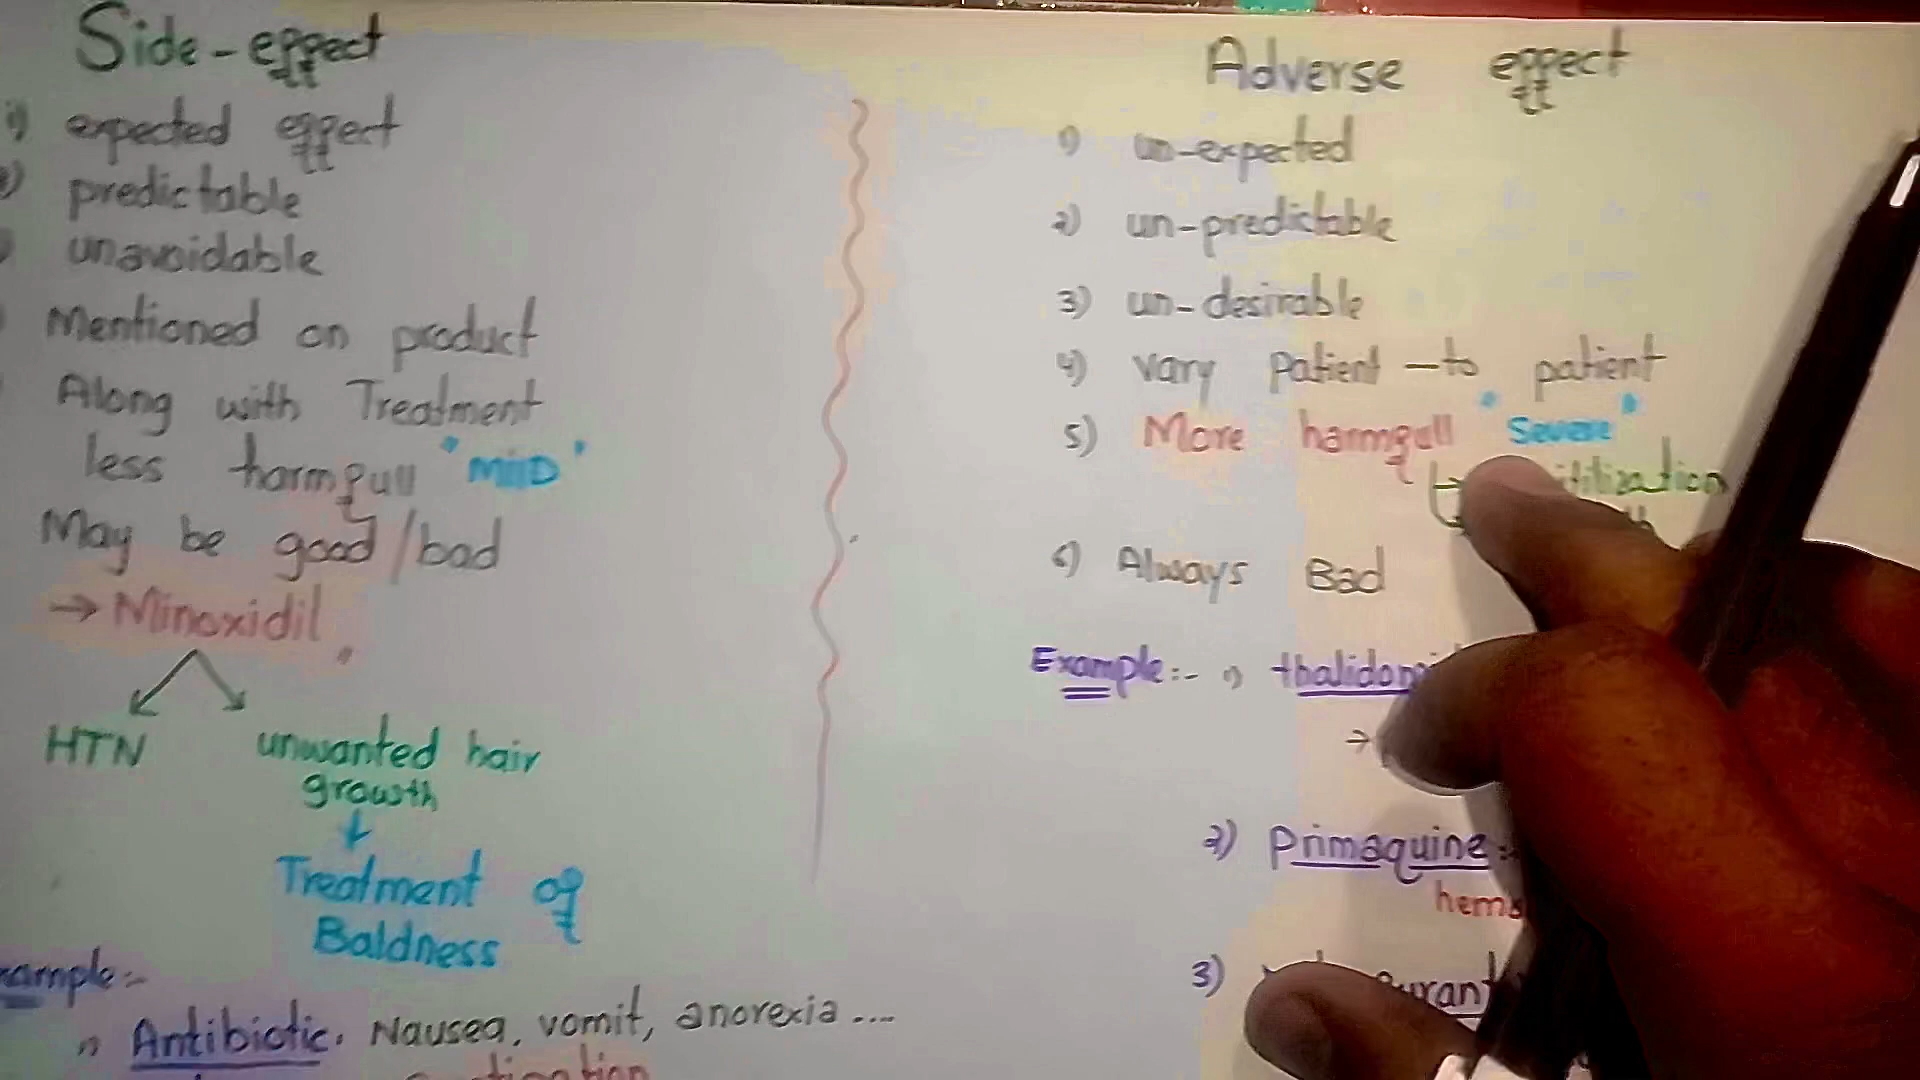 Side-effect
1) expected effect
2) predictable
unavoidable
Mentioned on product
Along with Treatment
less harmfull "MilD"
May be good/bad
→ Minoxidil
HTN
unwanted hair
growth
Treatment of
Baldness
1) Antibiotic. Nausea, vomit, anorexia ....
Adverse effect
1) un-expected
2) un-predictable
3) un-desirable
4) vary Patient-to patient
5) More harmfull "Severe"
6) Always Bad
Example:- 1)
2) Primaquine
3)